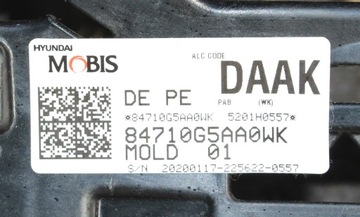 HYUNDAI
MOBIS
ALC CODE
DAAK
DE PE
PAB (WK)
*84710G5AA0WK 5201H0557*
84710G5AA0WK
MOLD 01
S/N 20200117-225622-0557